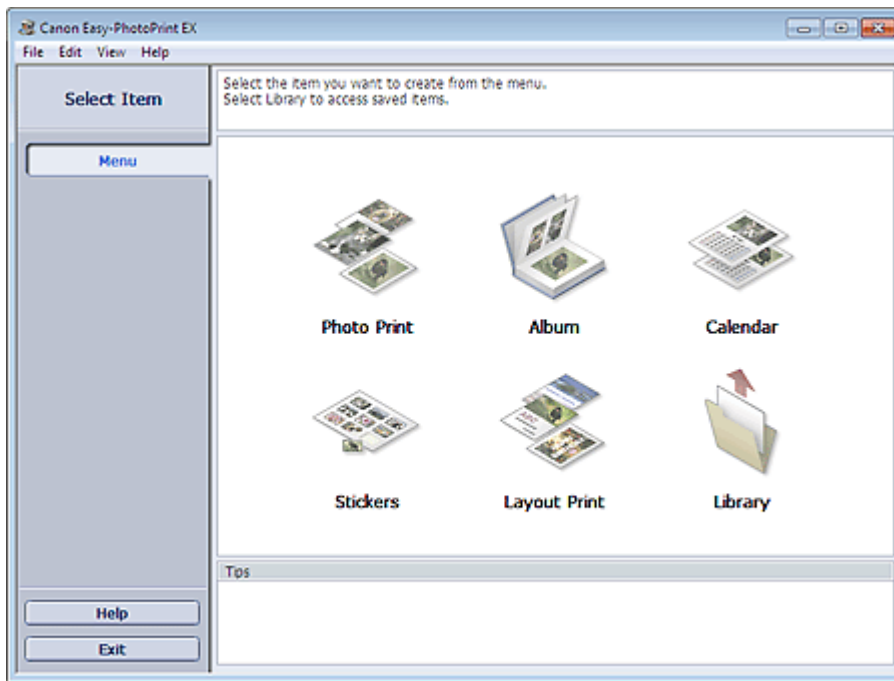 Canon Easy-PhotoPrint EX
File Edit View Help
Select Item
Select the item you want to create from the menu.
Select Library to access saved items.
Menu
Photo Print
Album
Calendar
Stickers
Layout Print
Library
Tips
Help
Exit